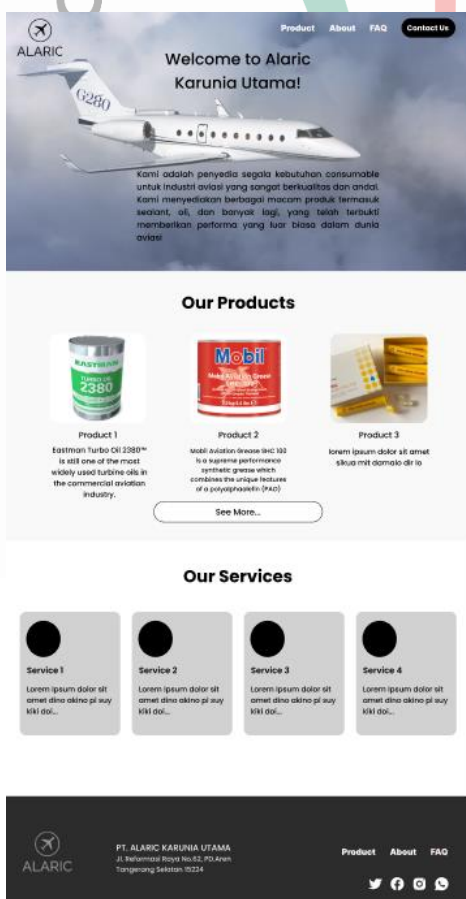 ALARIC
Product About FAQ Contact Us
Welcome to Alaric
Karunia Utama!
G280
Kami adalah penyedia segala kebutuhan consumable
untuk industri aviasi yang sangat berkualitas dan andal.
Kami menyediakan berbagai macam produk termasuk
sealant, oli, dan banyak lagi, yang telah terbukti
memberikan performa yang luar biasa dalam dunia
aviasi
Our Products
EASTMAN
TURBO OIL
2380
Mobil
Mobil Aviation Grease
Product 1
Eastman Turbo Oil 2380™
is still one of the most
widely used turbine oils in
the commercial aviation
industry.
Product 2
Mobil Aviation Grease SHC 100
is a supreme performance
synthetic grease which
combines the unique features
of a polyalphaolefin (PAO)
Product 3
lorem ipsum dolor sit amet
sikua mit domalo dir lo
See More...
Our Services
Service 1
Lorem ipsum dolor sit
amet dino akino pi suy
kiki doi...
Service 2
Lorem ipsum dolor sit
amet dino akino pi suy
kiki doi...
Service 3
Lorem ipsum dolor sit
amet dino akino pi suy
kiki doi...
Service 4
Lorem ipsum dolor sit
amet dino akino pi suy
kiki doi...
ALARIC
PT. ALARIC KARUNIA UTAMA
Jl. Reformasi Raya No.62, PD.Aren
Tangerang Selatan 15224
Product About FAQ